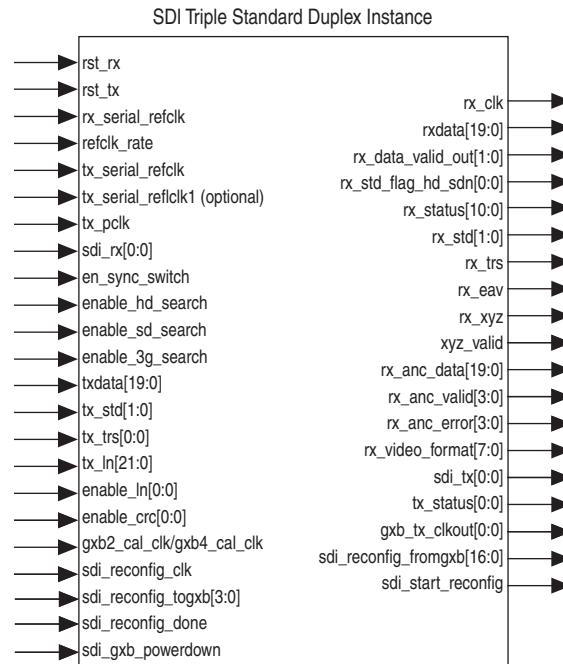 SDI Triple Standard Duplex Instance
rst_rx
rst_tx
rx_serial_refclk
refclk_rate
tx_serial_refclk
tx_serial_reflclk1 (optional)
tx_pclk
sdi_rx[0:0]
en_sync_switch
enable_hd_search
enable_sd_search
enable_3g_search
txdata[19:0]
tx_std[1:0]
tx_trs[0:0]
tx_ln[21:0]
enable_ln[0:0]
enable_crc[0:0]
gxb2_cal_clk/gxb4_cal_clk
sdi_reconfig_clk
sdi_reconfig_togxb[3:0]
sdi_reconfig_done
sdi_gxb_powerdown
rx_clk
rxdata[19:0]
rx_data_valid_out[1:0]
rx_std_flag_hd_sdn[0:0]
rx_status[10:0]
rx_std[1:0]
rx_trs
rx_eav
rx_xyz
xyz_valid
rx_anc_data[19:0]
rx_anc_valid[3:0]
rx_anc_error[3:0]
rx_video_format[7:0]
sdi_tx[0:0]
tx_status[0:0]
gxb_tx_clkout[0:0]
sdi_reconfig_fromgxb[16:0]
sdi_start_reconfig